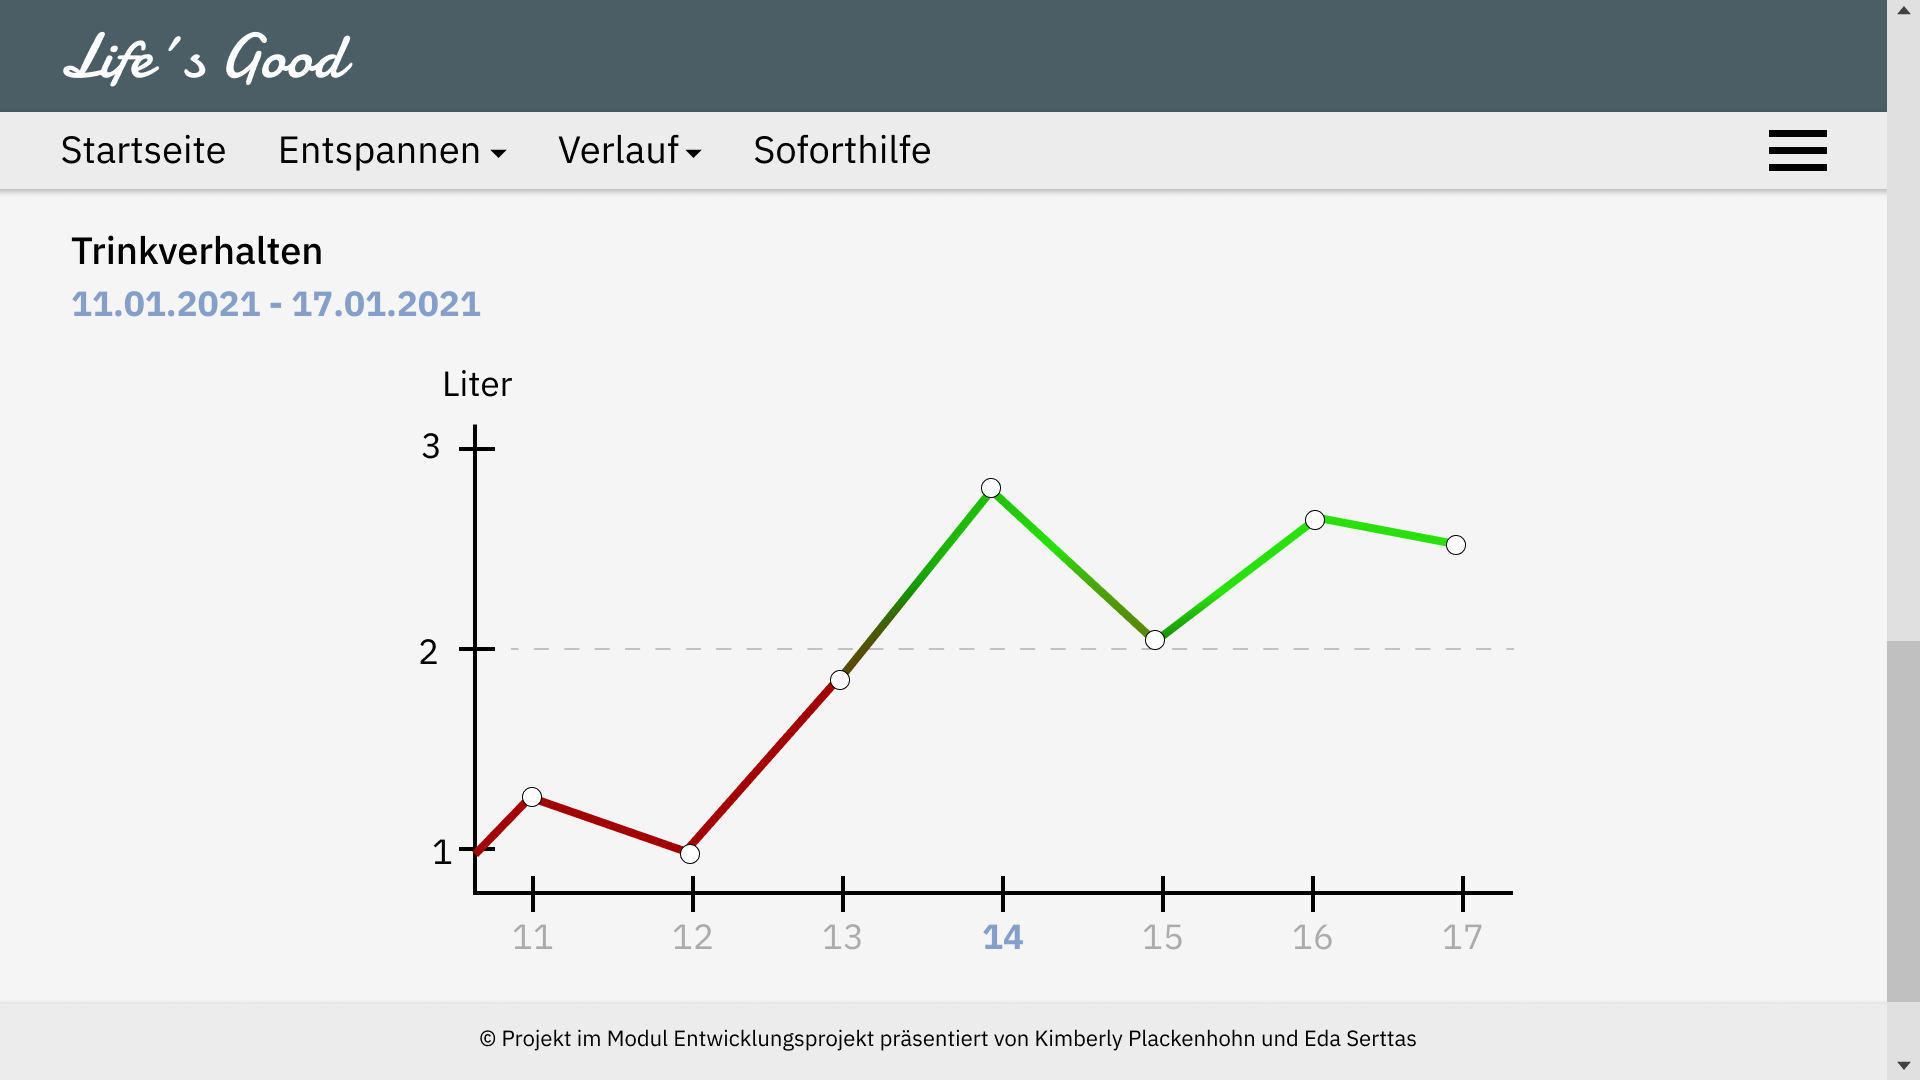 Life´s Good
Startseite Entspannen Verlauf Soforthilfe
Trinkverhalten
11.01.2021 - 17.01.2021
Liter
3
2
1
11 12 13 14 15 16 17
© Projekt im Modul Entwicklungsprojekt präsentiert von Kimberly Plackenhohn und Eda Serttas